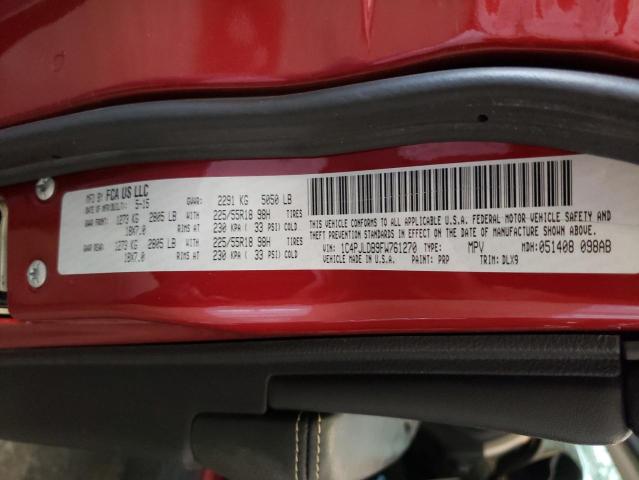 MFD BY FCA US LLC
DATE OF MFR/BUILT: 5-15
GVWR: 2291 KG 5050 LB
GAWR FRONT: 1273 KG 2805 LB WITH 225/55R18 98H TIRES
18X7.0 RIMS AT 230 KPA ( 33 PSI) COLD
GAWR REAR: 1273 KG 2805 LB WITH 225/55R18 98H TIRES
18X7.0 RIMS AT 230 KPA ( 33 PSI) COLD
THIS VEHICLE CONFORMS TO ALL APPLICABLE U.S.A. FEDERAL MOTOR VEHICLE SAFETY AND
THEFT PREVENTION STANDARDS IN EFFECT ON THE DATE OF MANUFACTURE SHOWN ABOVE.
VIN: 1C4PJLDB9FW761270 TYPE: MPV MDH: 051408 098AB
VEHICLE MADE IN U.S.A. PAINT: PRP TRIM: DLX9